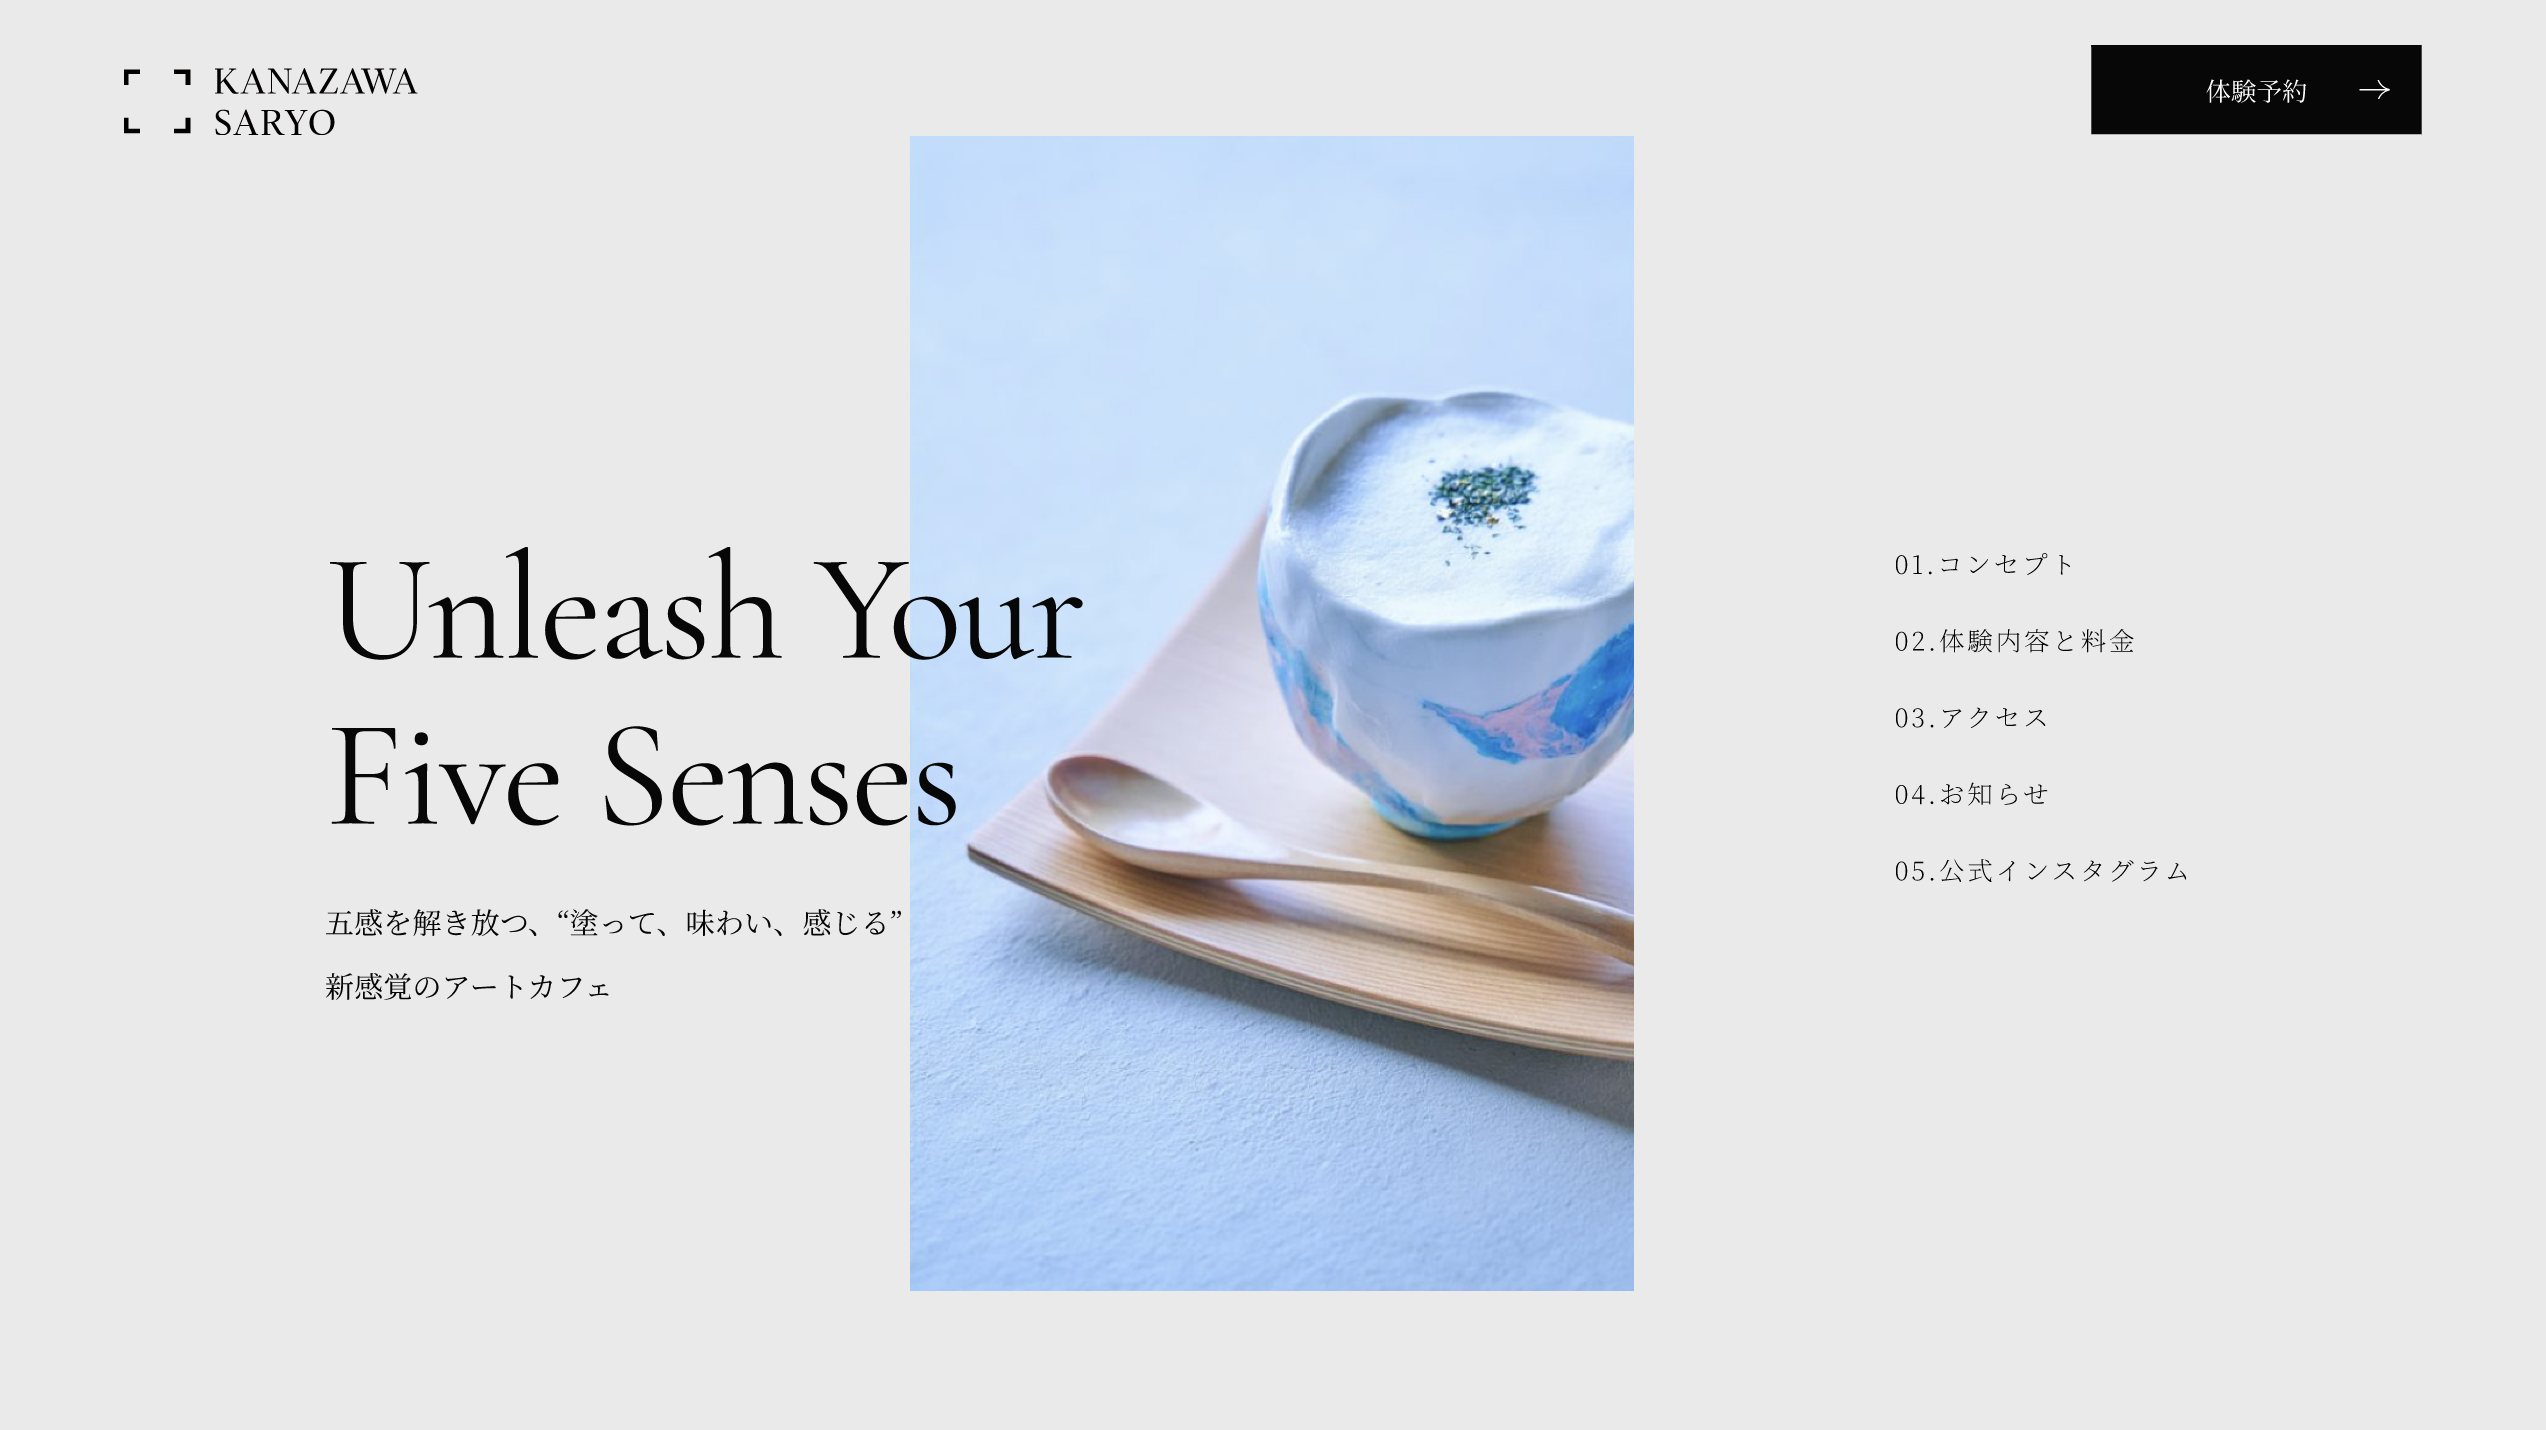 KANAZAWA
SARYO
体験予約
Unleash Your
Five Senses
五感を解き放つ、“塗って、味わい、感じる”
新感覚のアートカフェ
01.コンセプト
02.体験内容と料金
03.アクセス
04.お知らせ
05.公式インスタグラム